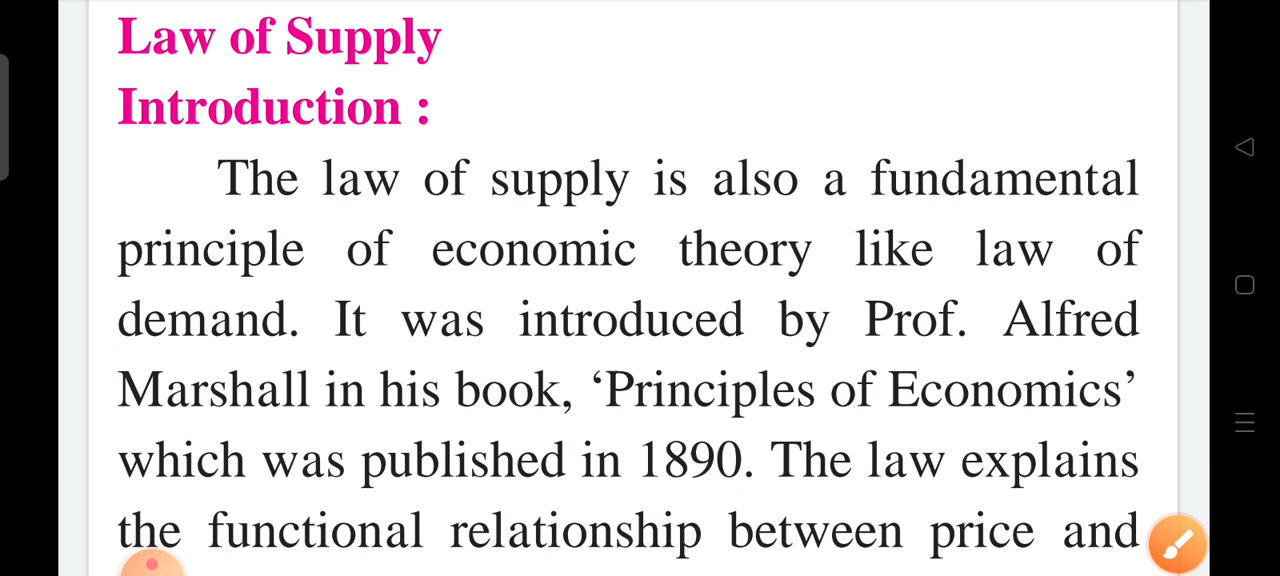 Law of Supply
Introduction :
The law of supply is also a fundamental
principle of economic theory like law of
demand. It was introduced by Prof. Alfred
Marshall in his book, ‘Principles of Economics’
which was published in 1890. The law explains
the functional relationship between price and